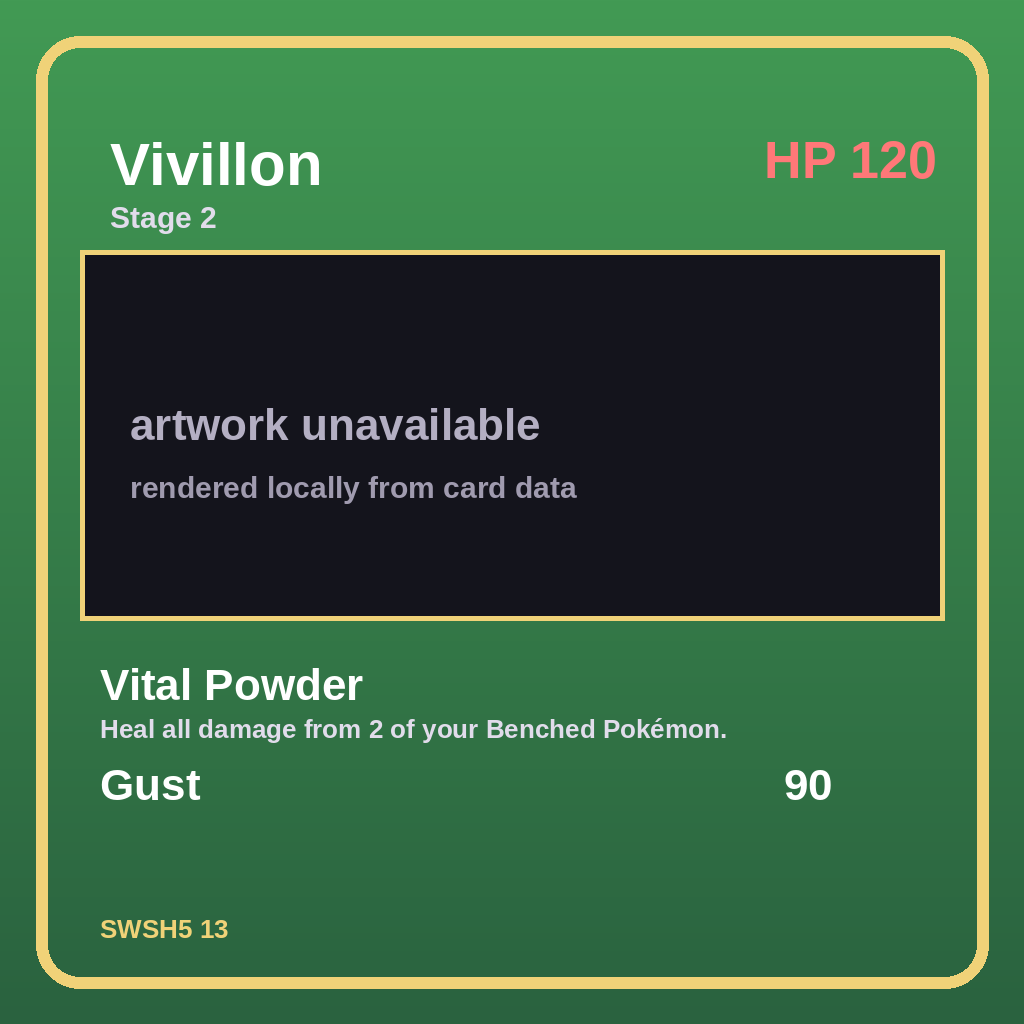 Vivillon
HP 120
Stage 2
artwork unavailable
rendered locally from card data
Vital Powder
Heal all damage from 2 of your Benched Pokémon.
Gust 90
SWSH5 13